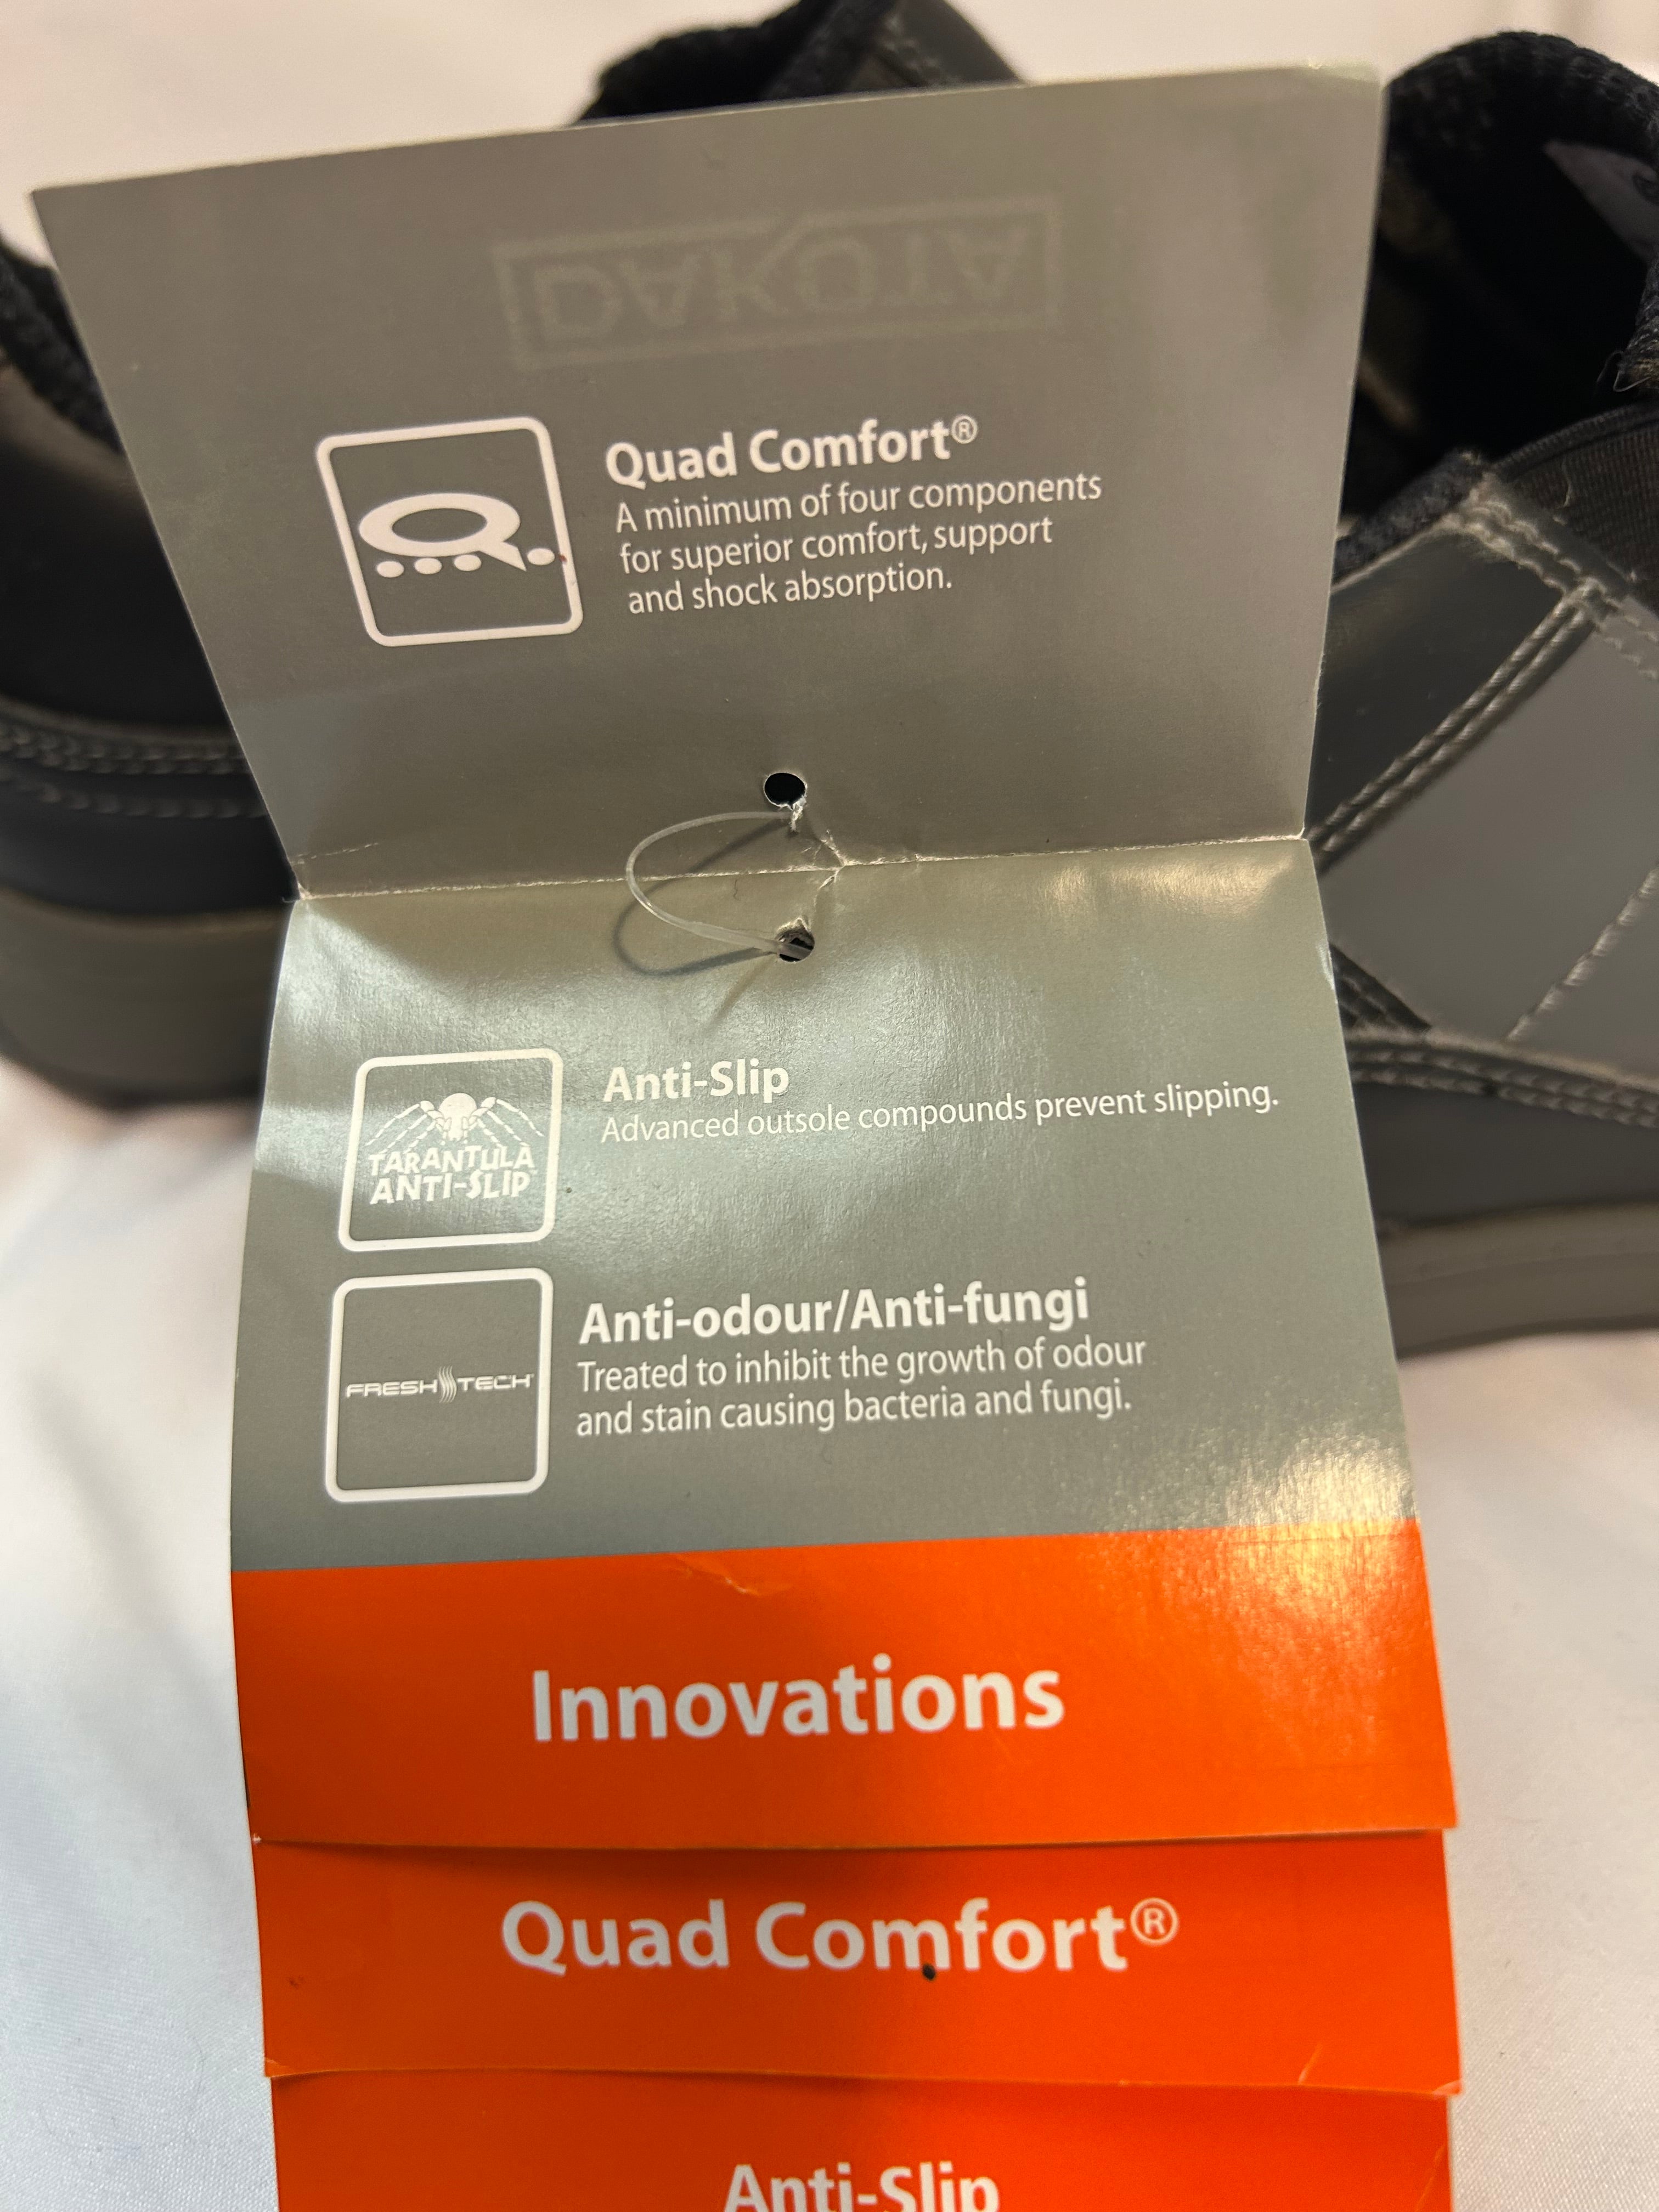 DAKOTA
Quad Comfort®
A minimum of four components
for superior comfort, support
and shock absorption.
Anti-Slip
Advanced outsole compounds prevent slipping.
TARANTULA
ANTI-SLIP™
Anti-odour/Anti-fungi
Treated to inhibit the growth of odour
and stain causing bacteria and fungi.
FRESH TECH
Innovations
Quad Comfort®
Anti-Slip